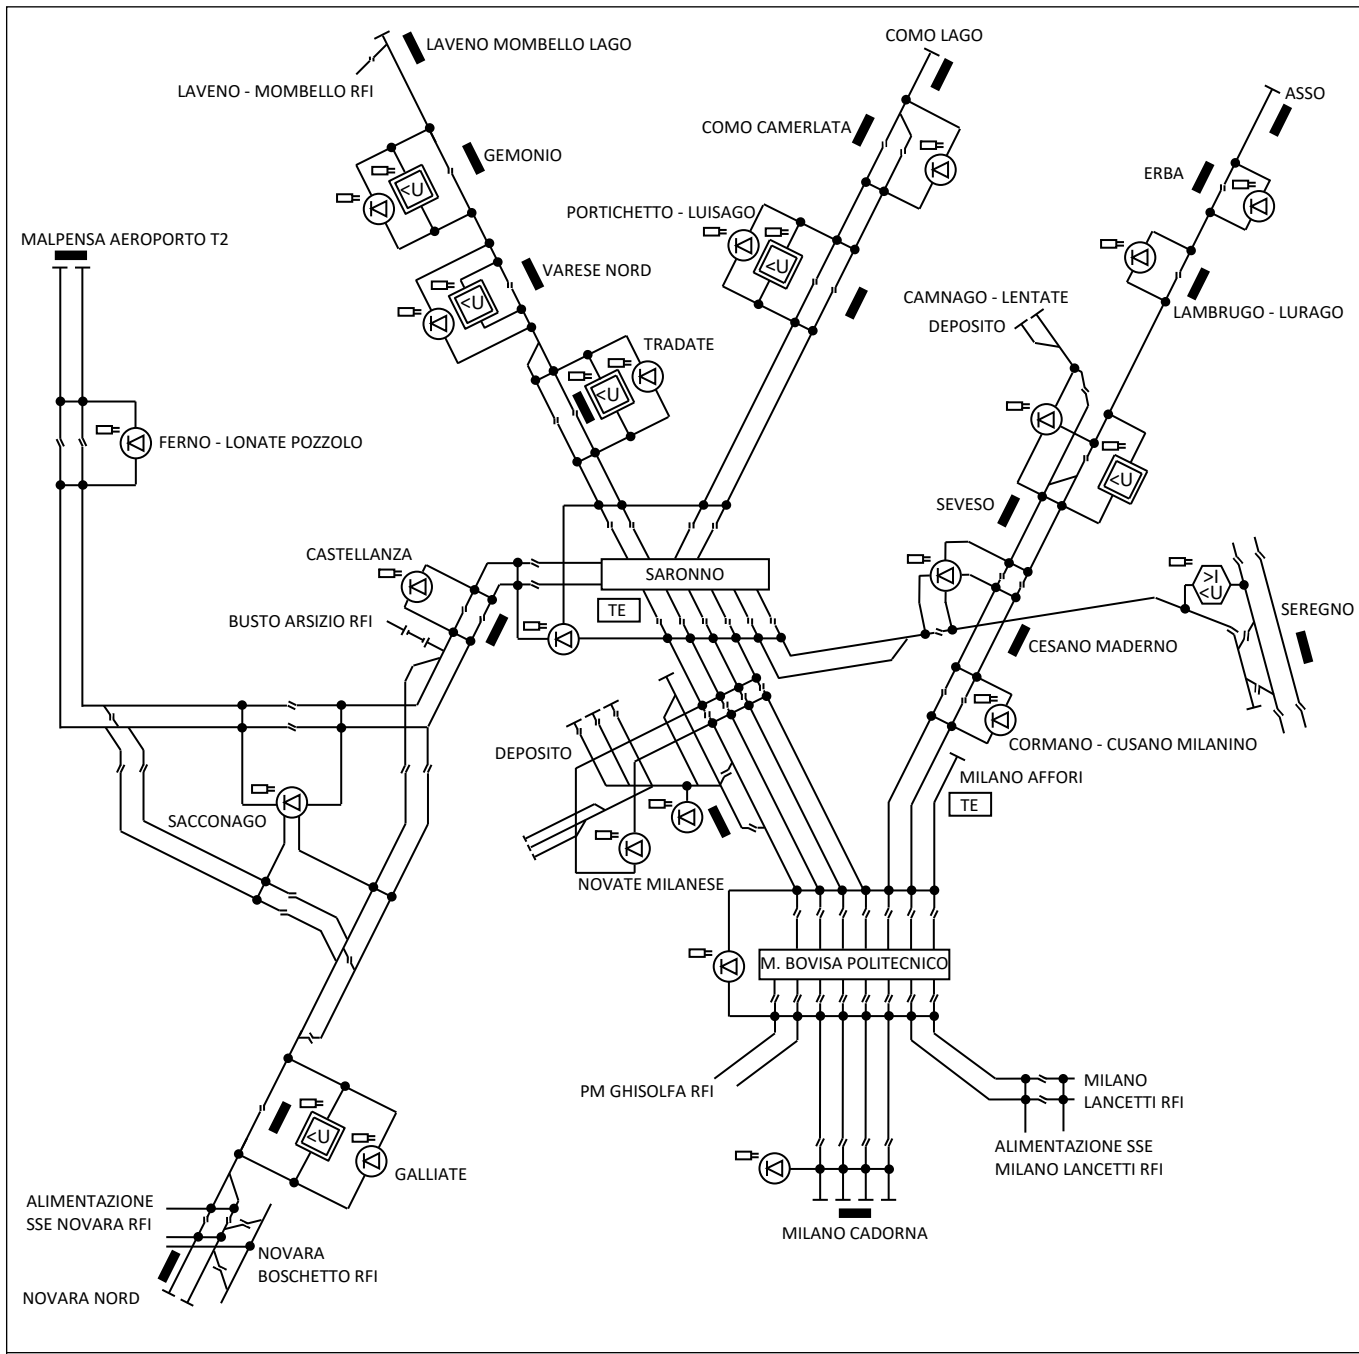 COMO LAGO
LAVENO MOMBELLO LAGO
LAVENO - MOMBELLO RFI
ASSO
COMO CAMERLATA
GEMONIO
ERBA
<U
PORTICHETTO - LUISAGO
MALPENSA AEROPORTO T2
VARESE NORD
<U
<U
CAMNAGO - LENTATE
DEPOSITO
LAMBRUGO - LURAGO
TRADATE
<U
FERNO - LONATE POZZOLO
<U
SEVESO
CASTELLANZA
SARONNO
TE
>I
<U
SEREGNO
BUSTO ARSIZIO RFI
CESANO MADERNO
DEPOSITO
CORMANO - CUSANO MILANINO
MILANO AFFORI
TE
SACCONAGO
NOVATE MILANESE
M. BOVISA POLITECNICO
PM GHISOLFA RFI
MILANO
LANCETTI RFI
<U
ALIMENTAZIONE SSE
MILANO LANCETTI RFI
GALLIATE
ALIMENTAZIONE
SSE NOVARA RFI
MILANO CADORNA
NOVARA
BOSCHETTO RFI
NOVARA NORD